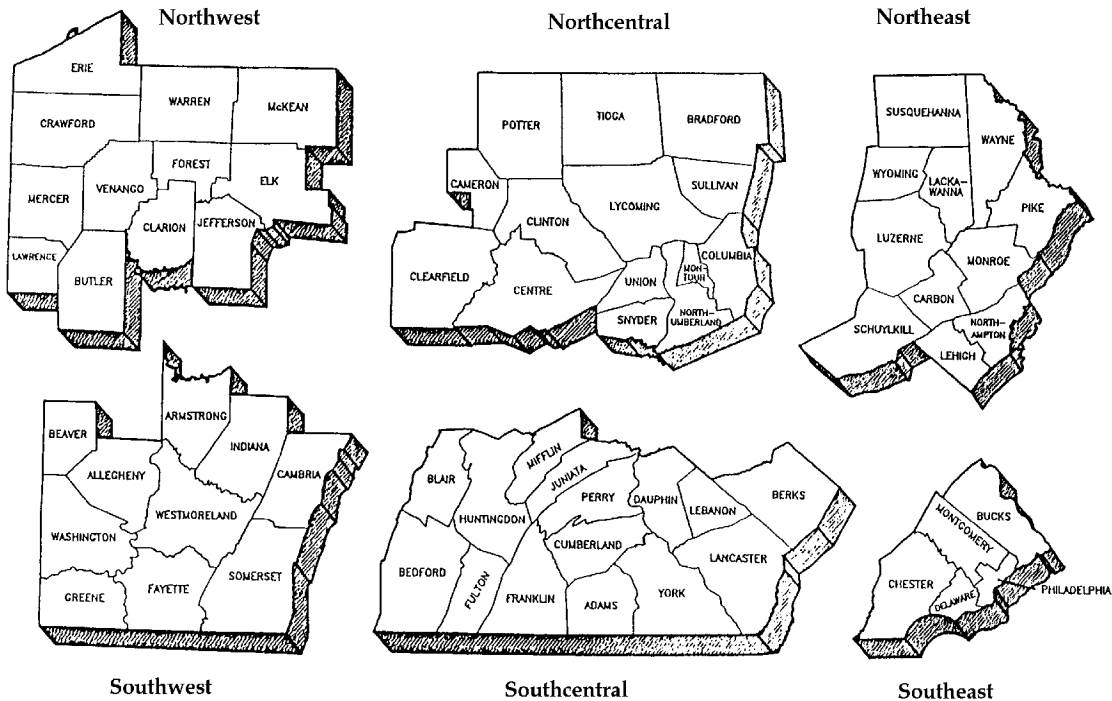 Northwest
ERIE
WARREN
McKEAN
CRAWFORD
FOREST
ELK
VENANGO
MERCER
CLARION
JEFFERSON
LAWRENCE
BUTLER
Northcentral
POTTER
TIOGA
BRADFORD
CAMERON
SULLIVAN
LYCOMING
CLINTON
COLUMBIA
CLEARFIELD
CENTRE
UNION
MON-
TOUR
SNYDER
NORTH-
UMBERLAND
Northeast
SUSQUEHANNA
WAYNE
WYOMING
LACKA-
WANNA
PIKE
LUZERNE
MONROE
CARBON
SCHUYLKILL
NORTH-
AMPTON
LEHIGH
ARMSTRONG
BEAVER
INDIANA
ALLEGHENY
CAMBRIA
WESTMORELAND
WASHINGTON
SOMERSET
FAYETTE
GREENE
Southwest
MIFFLIN
BLAIR
JUNIATA
PERRY
DAUPHIN
BERKS
LEBANON
HUNTINGDON
CUMBERLAND
LANCASTER
BEDFORD
FULTON
FRANKLIN
ADAMS
YORK
Southcentral
BUCKS
MONTGOMERY
CHESTER
PHILADELPHIA
DELAWARE
Southeast